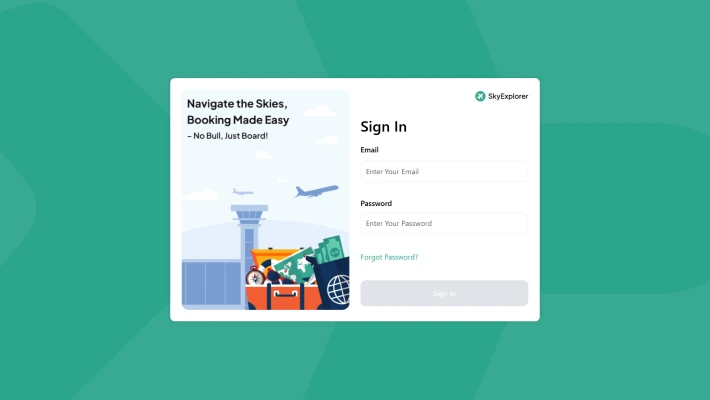 Navigate the Skies,
Booking Made Easy
– No Bull, Just Board!
SkyExplorer
Sign In
Email
Enter Your Email
Password
Enter Your Password
Forgot Password?
Sign In